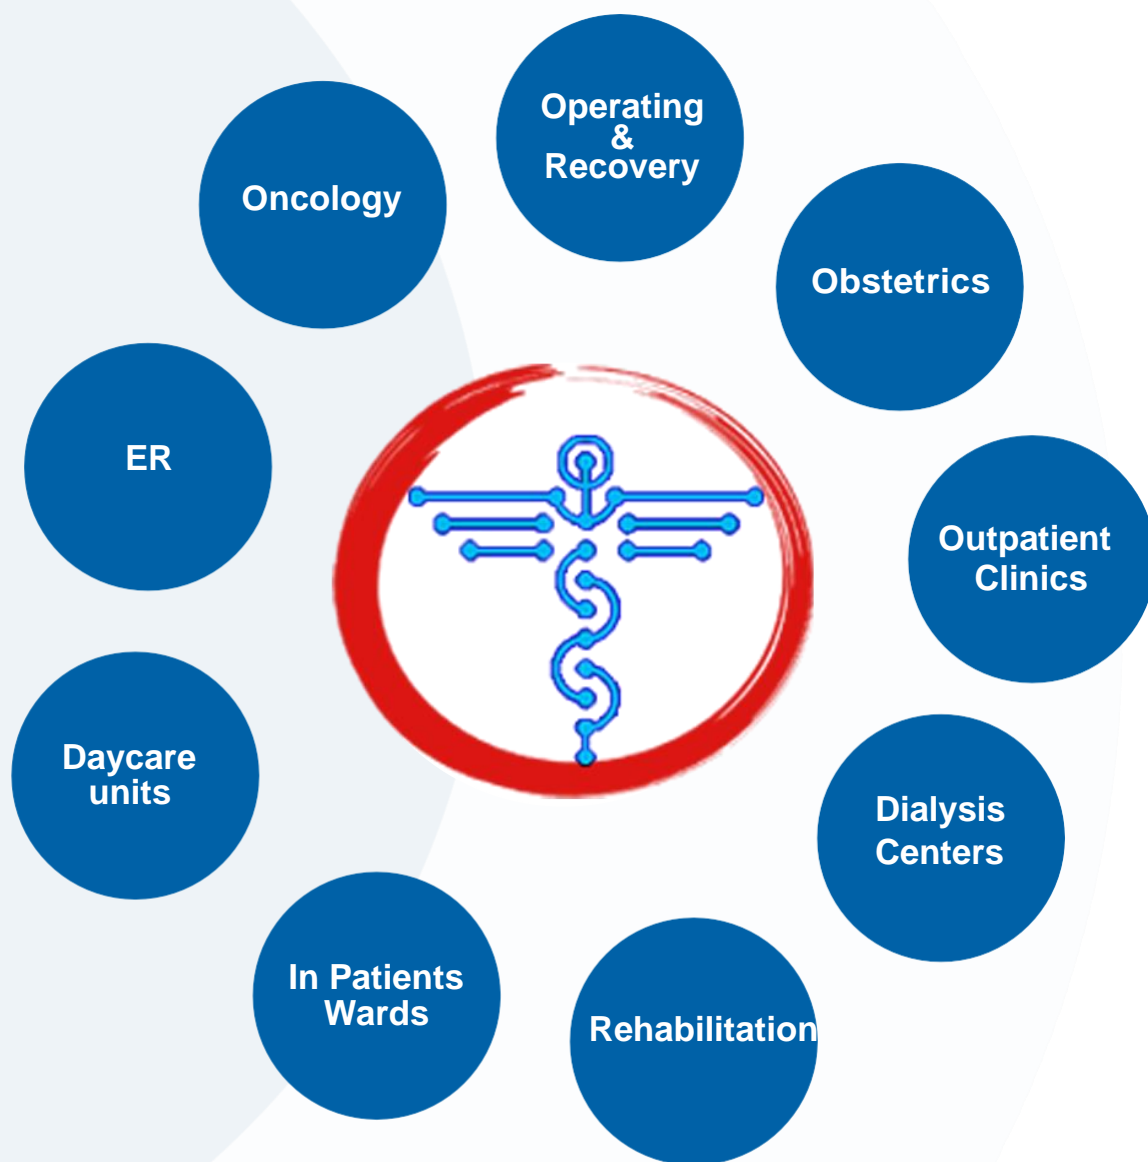 Operating
&
Recovery
Oncology
Obstetrics
ER
Outpatient
Clinics
Daycare
units
Dialysis
Centers
In Patients
Wards
Rehabilitation